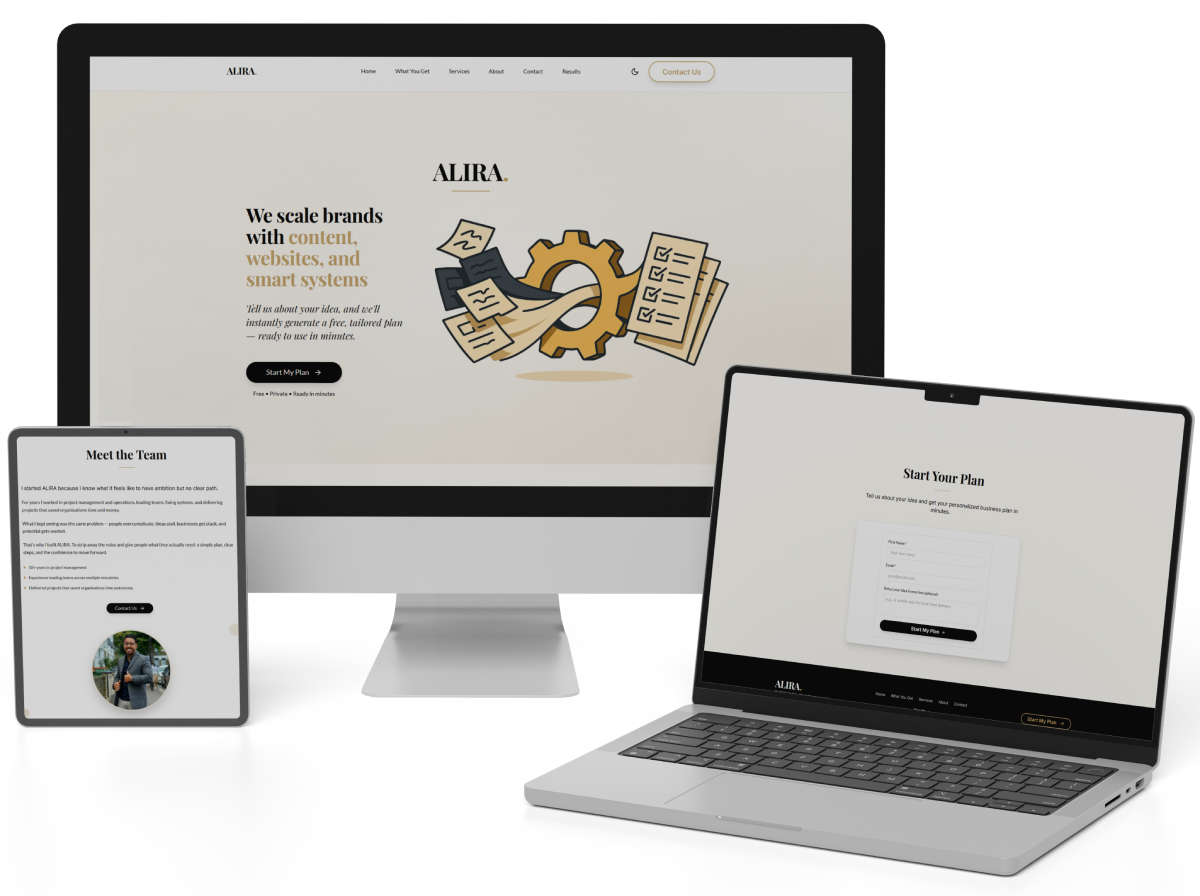 ALIRA.
Home What You Get Services About Contact Results
Contact Us
ALIRA.
We scale brands
with content,
websites, and
smart systems
Tell us about your idea, and we'll
instantly generate a free, tailored plan
— ready to use in minutes.
Start My Plan →
Free • Private • Ready in minutes
Meet the Team
I started ALIRA because I know what it feels like to have ambition but no clear path.
For years I worked in project management and operations, leading teams, fixing systems, and delivering
projects that saved organisations time and money.
What I kept seeing was the same problem — people overcomplicate. Ideas stall, businesses get stuck, and
potential gets wasted.
That's why I built ALIRA. To strip away the noise and give people what they actually need: a simple plan, clear
steps, and the confidence to move forward.
10+ years in project management
Experience leading teams across multiple industries
Delivered projects that saved organisations time and money
Contact Us →
Start Your Plan
Tell us about your idea and get your personalized business plan in
minutes.
First Name *
Your first name
Email *
Start My Plan →
ALIRA.
Home What You Get Services About Contact
Start My Plan →